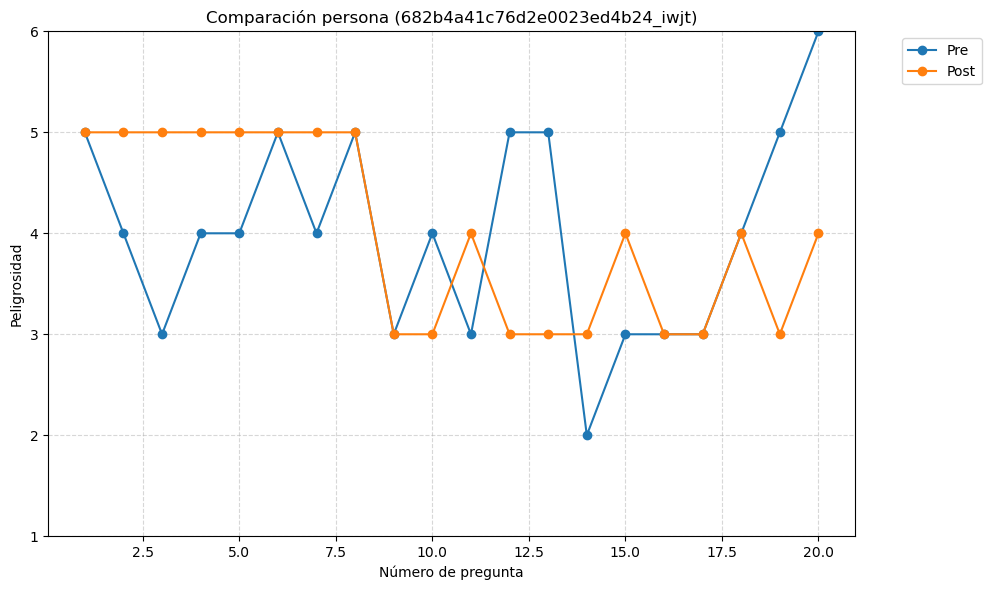 Comparación persona (682b4a41c76d2e0023ed4b24_iwjt)
Pre
Post
Peligrosidad
6
5
4
3
2
1
2.5 5.0 7.5 10.0 12.5 15.0 17.5 20.0
Número de pregunta